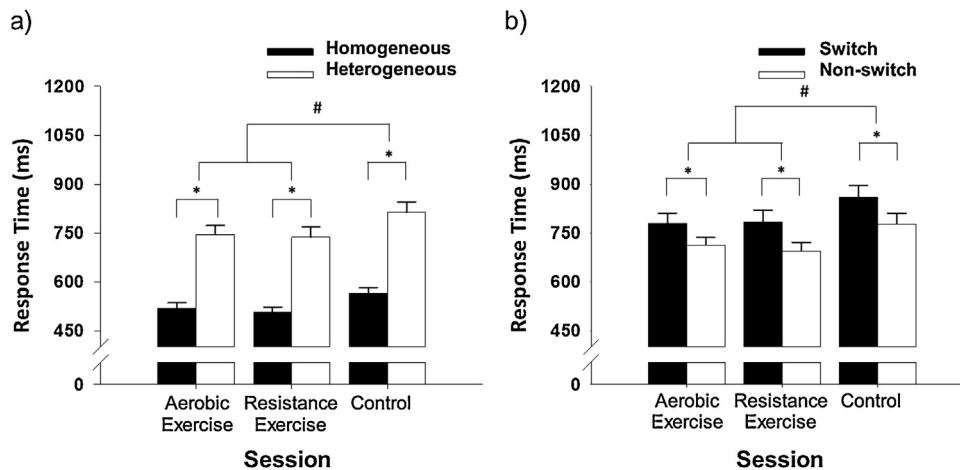 a)
Homogeneous
Heterogeneous
1200
1050
900
750
600
450
0
Response Time (ms)
#
*
*
*
Aerobic
Exercise
Resistance
Exercise
Control
Session
b)
Switch
Non-switch
1200
1050
900
750
600
450
0
Response Time (ms)
#
*
*
*
Aerobic
Exercise
Resistance
Exercise
Control
Session